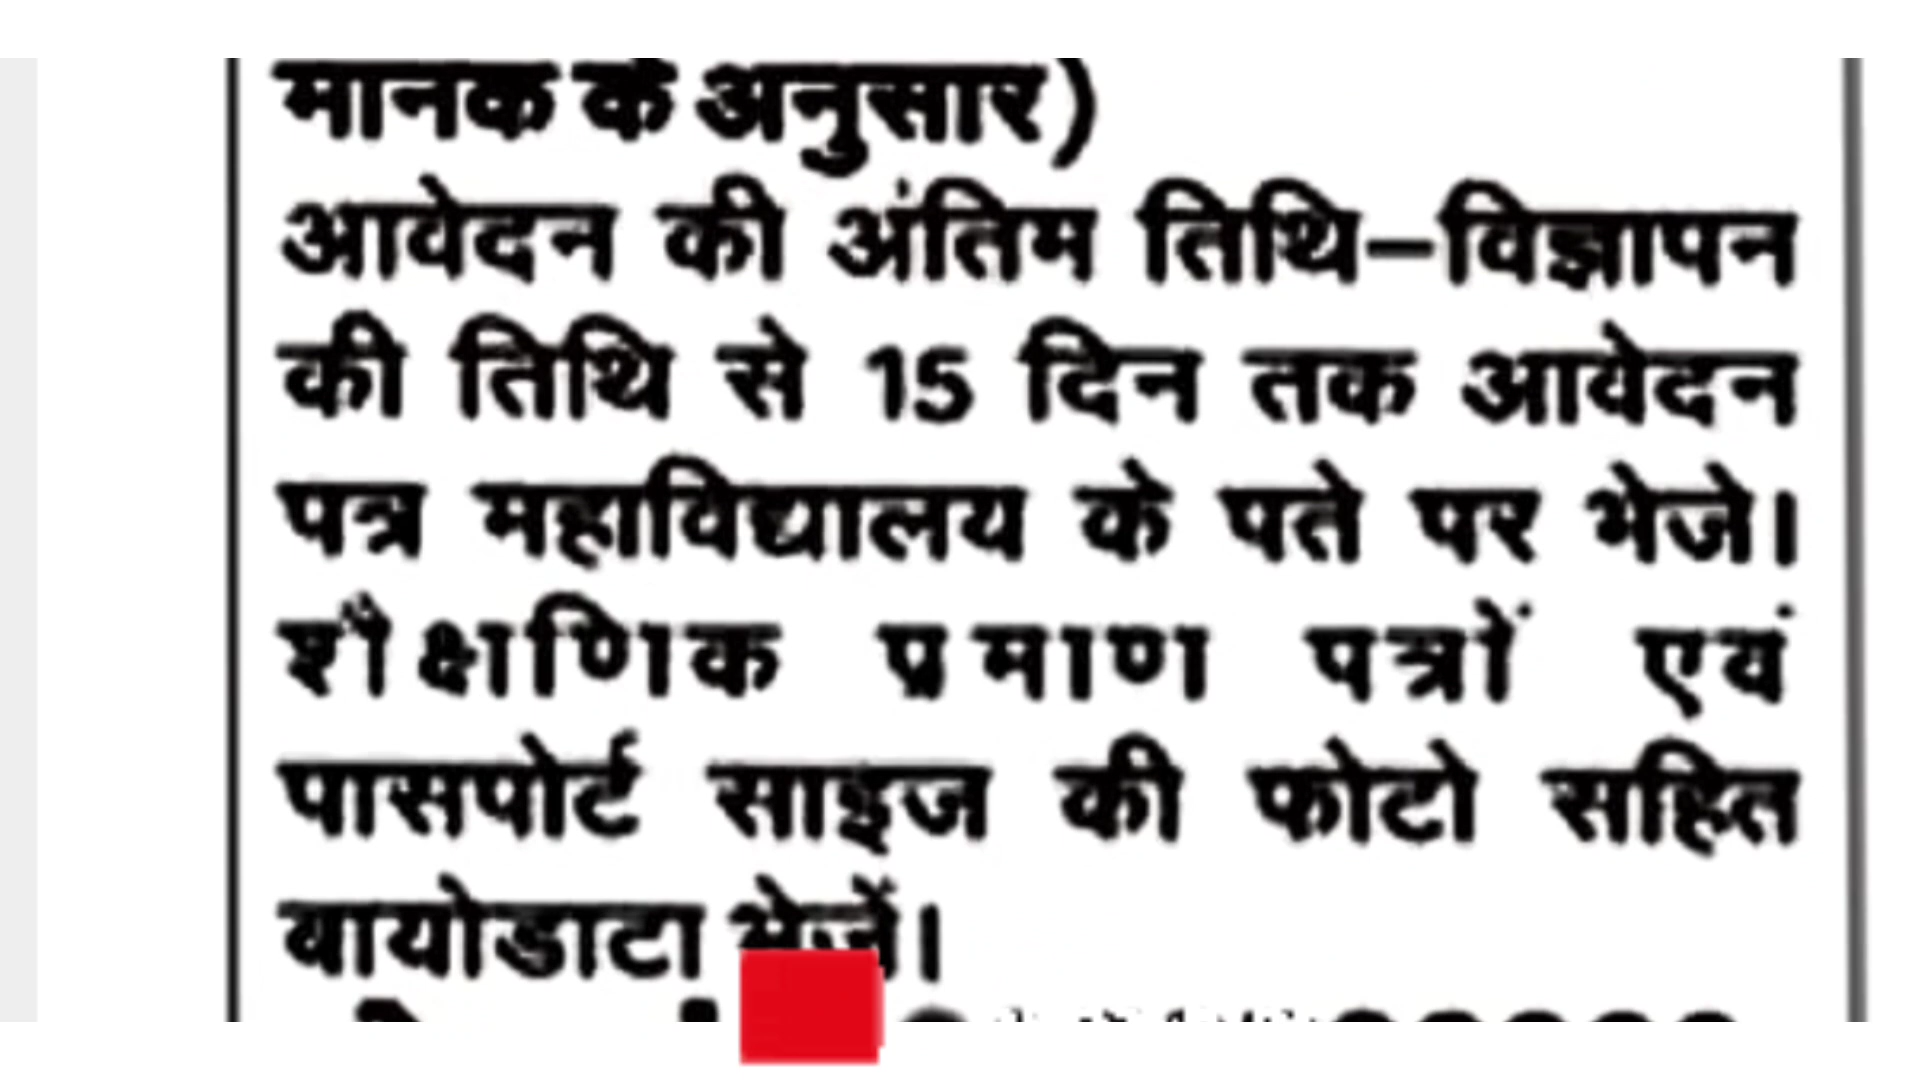 मानक के अनुसार)
आवेदन की अंतिम तिथि–विज्ञापन
की तिथि से 15 दिन तक आवेदन
पत्र महाविद्यालय के पते पर भेजे।
शैक्षणिक प्रमाण पत्रों एवं
पासपोर्ट साइज की फोटो सहित
बायोडाटा भेजें।